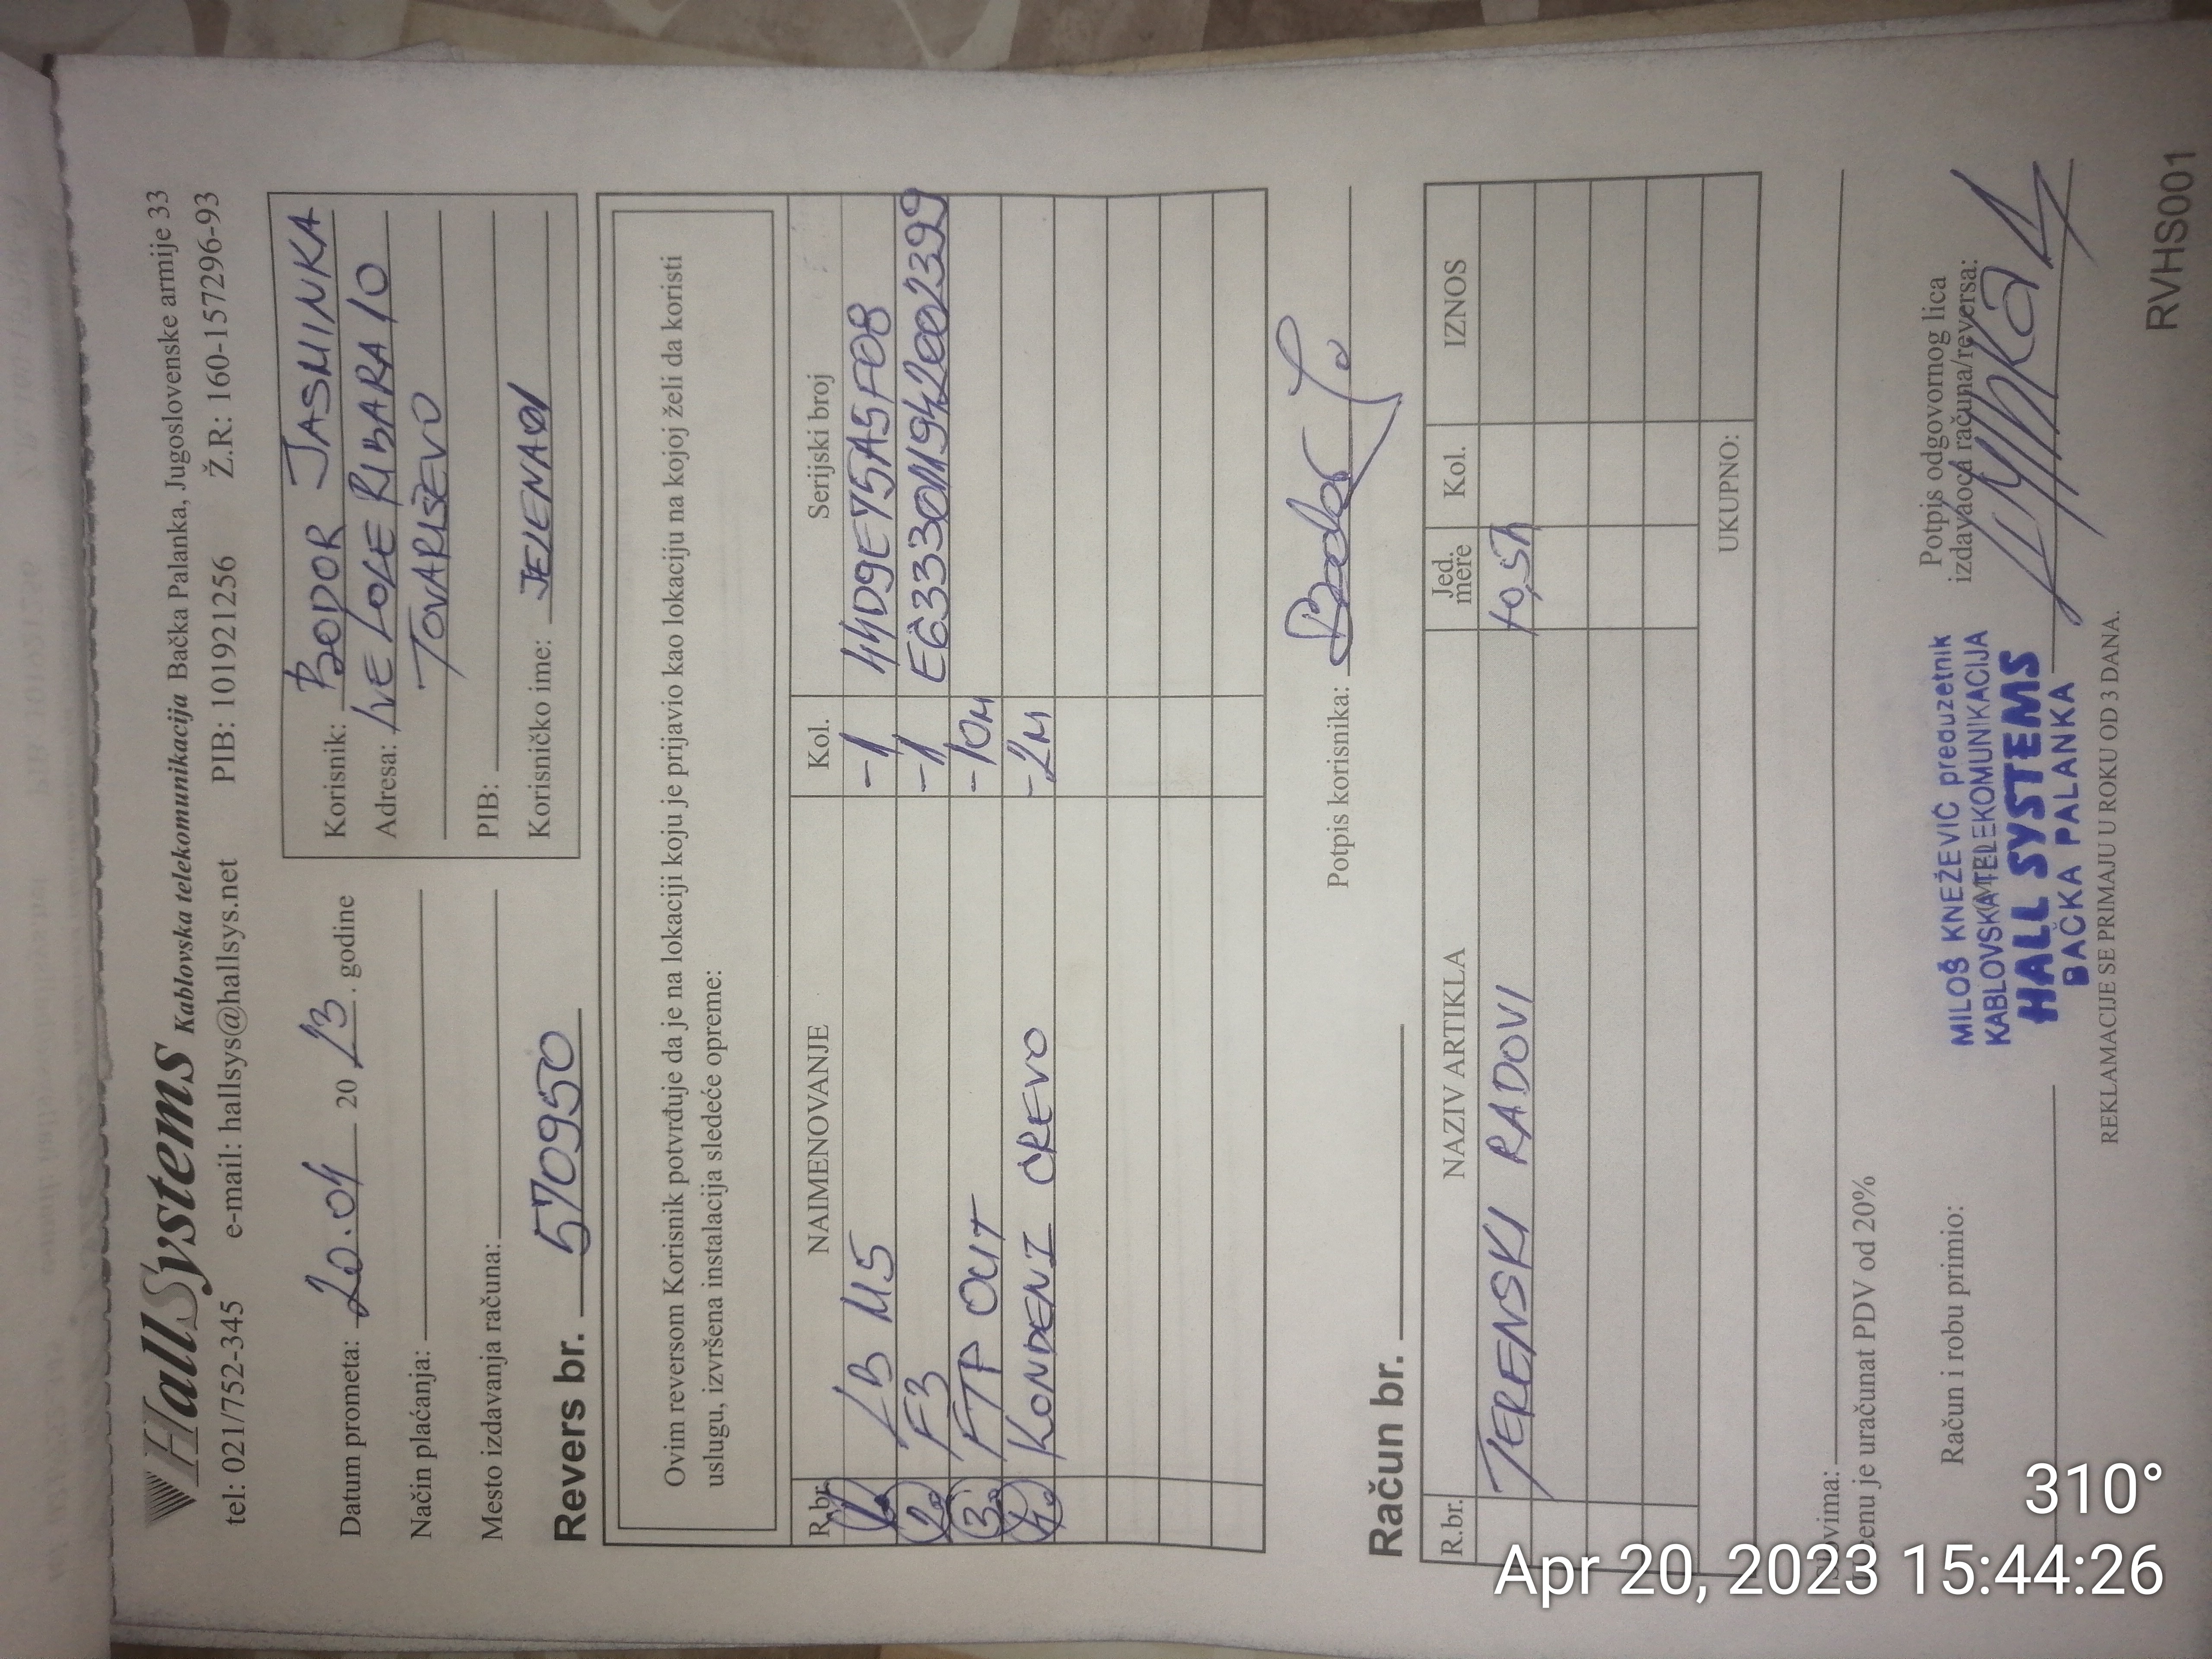 HallSystems Kablovska telekomunikacija Bačka Palanka, Jugoslovenske armije 33
tel: 021/752-345 e-mail: hallsys@hallsys.net PIB: 101921256 Ž.R: 160-157296-93
Datum prometa: 20.04 20 23. godine
Način plaćanja:
Mesto izdavanja računa:
Revers br. 570950
Korisnik: BODOR JASMINKA
Adresa: IVE LOLE RIBARA 10
TOVARIŠEVO
PIB:
Korisničko ime: JELENA01
Ovim reversom Korisnik potvrđuje da je na lokaciji koju je prijavio kao lokaciju na kojoj želi da koristi
uslugu, izvršena instalacija sledeće opreme:
R.br. NAIMENOVANJE Kol. Serijski broj
1. LB M5 -1 44D9E75A5F08
2. F3 -1 E63330111942002399
3. FTP OUT -10M
4. KONDENZ CREVO -2M
Potpis korisnika: Bodor
Račun br.
R.br. NAZIV ARTIKLA Jed. mere Kol. IZNOS
TERENSKI RADOVI +0,5h
UKUPNO:
Slovima:
U cenu je uračunat PDV od 20%
Račun i robu primio:
MILOŠ KNEŽEVIĆ preduzetnik
KABLOVSKA TELEKOMUNIKACIJA
HALL SYSTEMS
BAČKA PALANKA
Potpis odgovornog lica
izdavaoca računa/reversa:
REKLAMACIJE SE PRIMAJU U ROKU OD 3 DANA.
RVHS001
310°
Apr 20, 2023 15:44:26